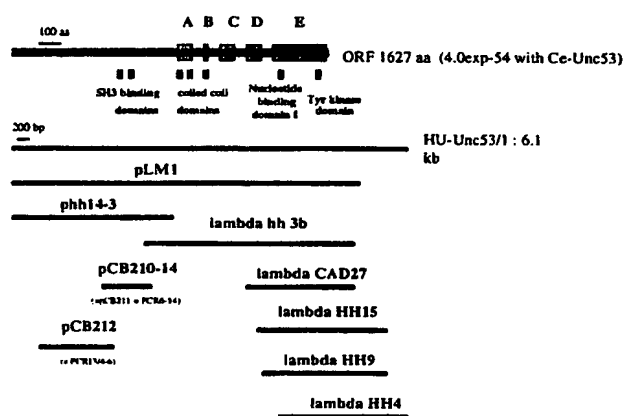 A B C D E
100 aa
ORF 1627 aa (4.0exp-54 with Ce-Unc53)
SH3 binding domains
coiled coil domains
Nucleotide binding domain I
Tyr kinase domain
200 bp
HU-Unc53/1 : 6.1 kb
pLM1
phh14-3
lambda hh 3b
pCB210-14
lambda CAD27
lambda HH15
pCB212
lambda HH9
lambda HH4